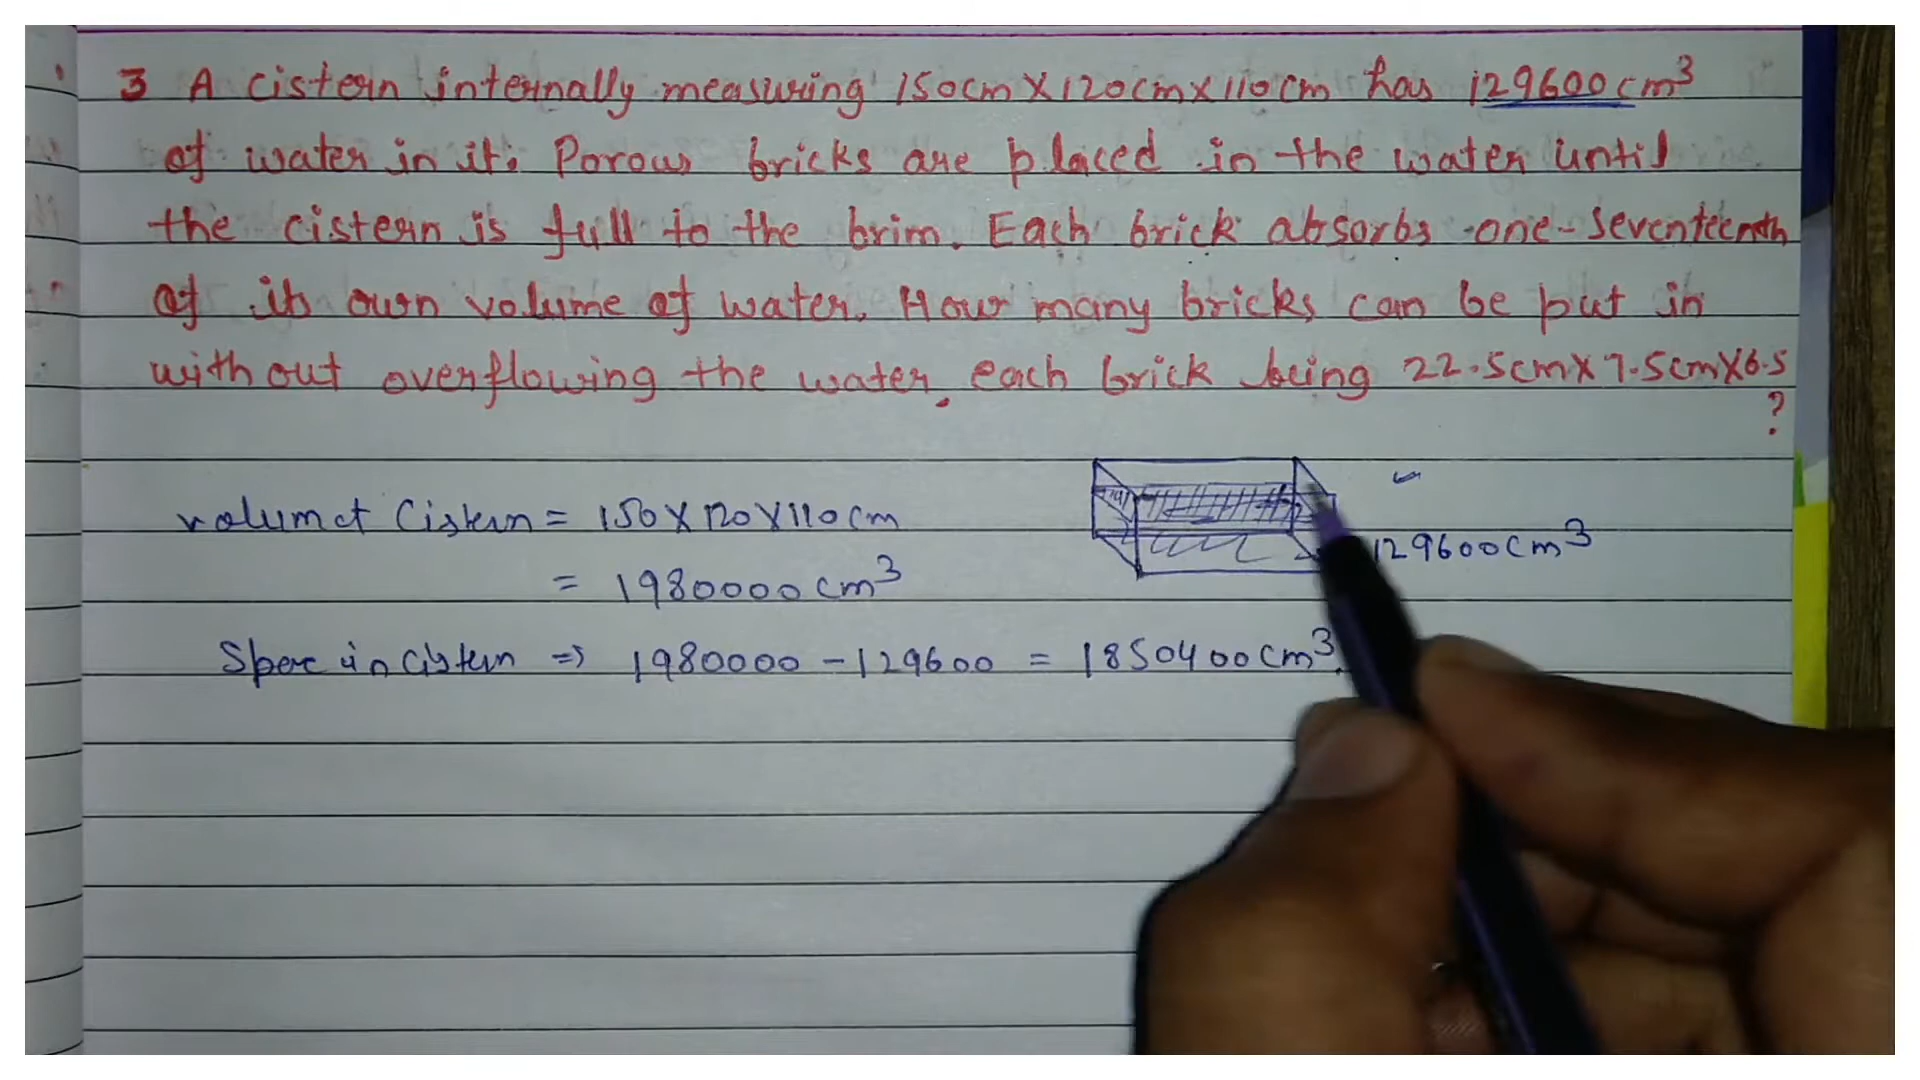 3 A cistern internally measuring 150cm X 120cm x 110cm has 129600 cm³
of water in it. Porous bricks are placed in the water until
the cistern is full to the brim. Each brick absorbs one-seventeenth
of its own volume of water. How many bricks can be put in
without overflowing the water, each brick being 22.5cm x 7.5cm X 6.5
?
volume of Cistern = 150 X 120 X 110 cm
129600 cm³
= 1980000 cm³
in Cistern => 1980000 - 129600 = 1850400 cm³